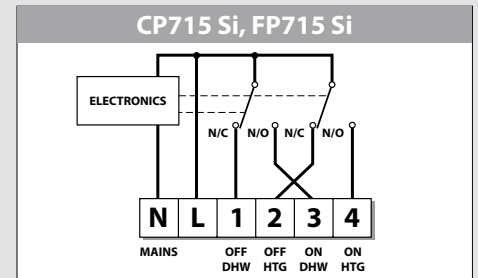 CP715 Si, FP715 Si
ELECTRONICS
N/C N/O N/C N/O
N L 1 2 3 4
MAINS OFF OFF ON ON
DHW HTG DHW HTG